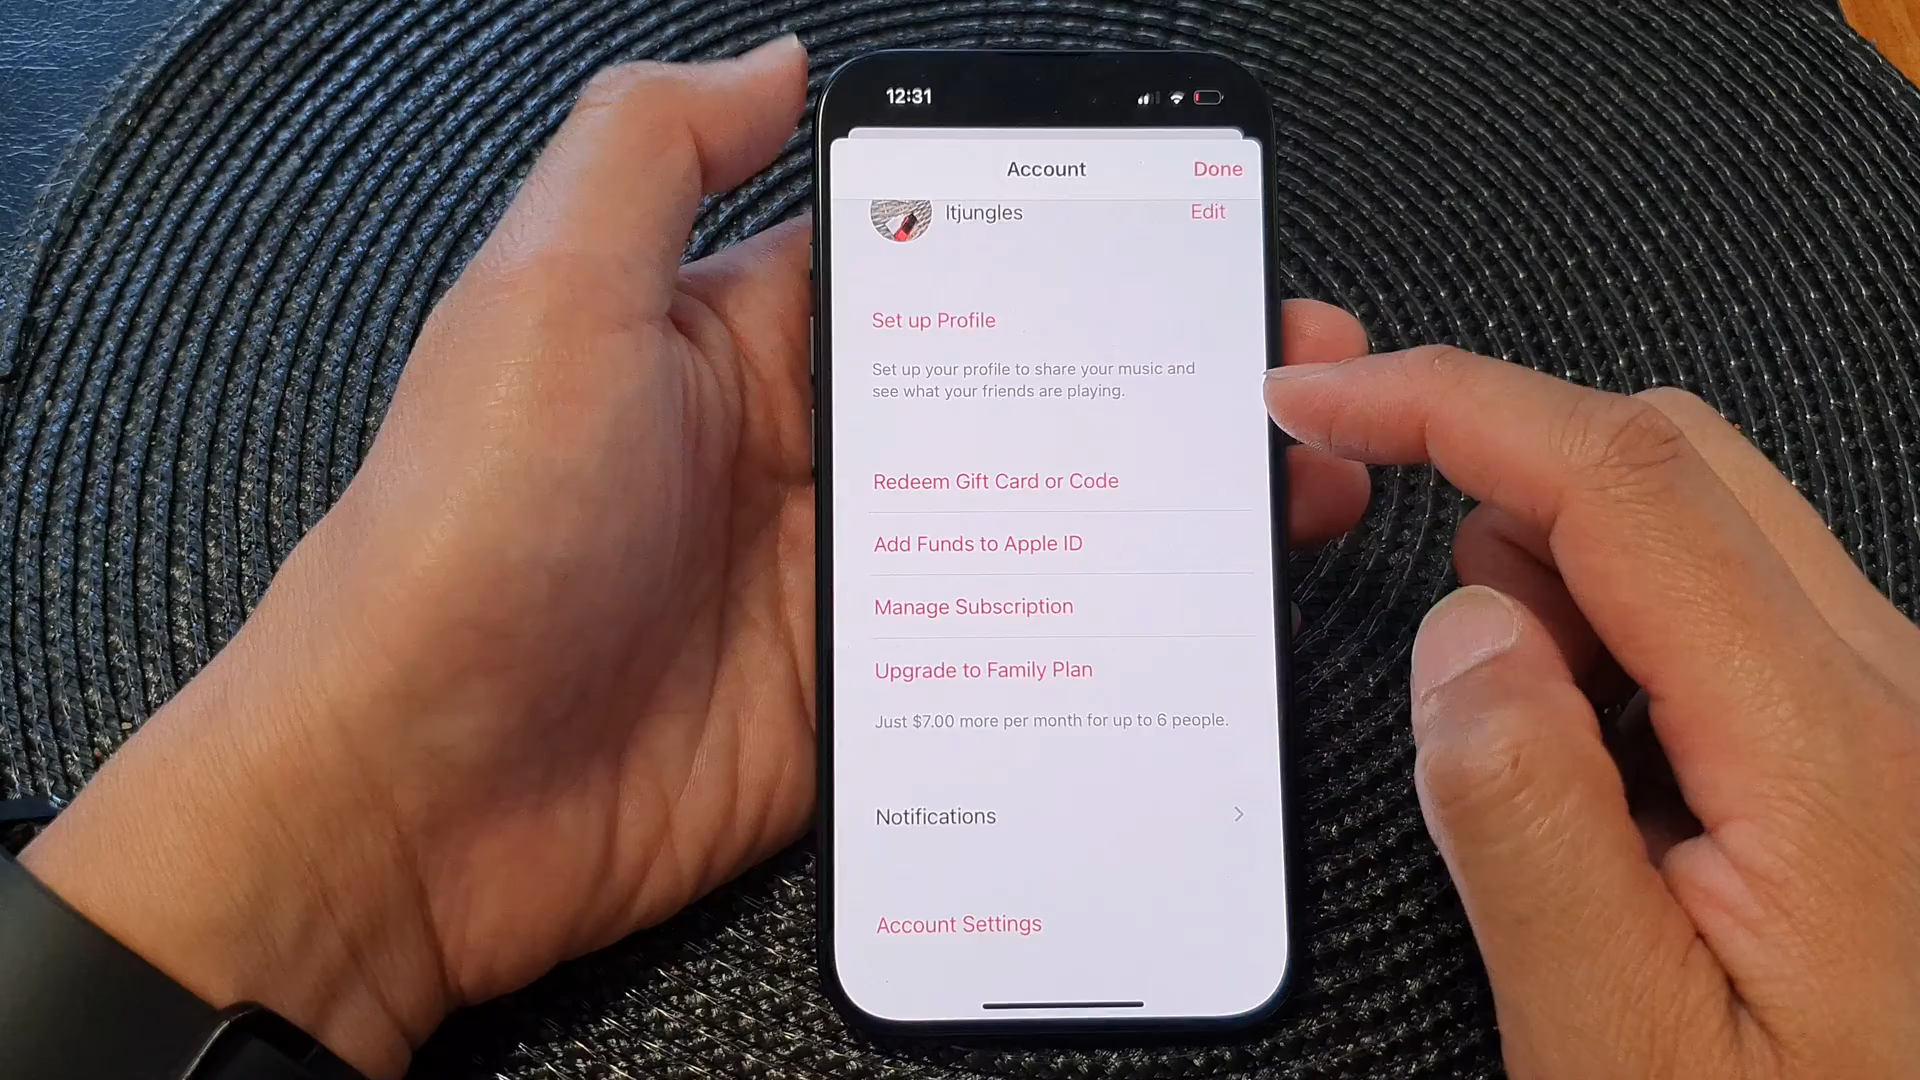 12:31
Account
Done
ltjungles
Edit
Set up Profile
Set up your profile to share your music and
see what your friends are playing.
Redeem Gift Card or Code
Add Funds to Apple ID
Manage Subscription
Upgrade to Family Plan
Just $7.00 more per month for up to 6 people.
Notifications
Account Settings